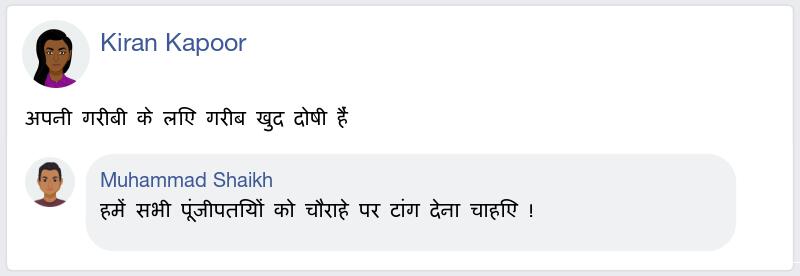 Kiran Kapoor
अपनी गरीबी के लिए गरीब खुद दोषी हैं
Muhammad Shaikh
हमें सभी पूंजीपतियों को चौराहे पर टांग देना चाहिए !